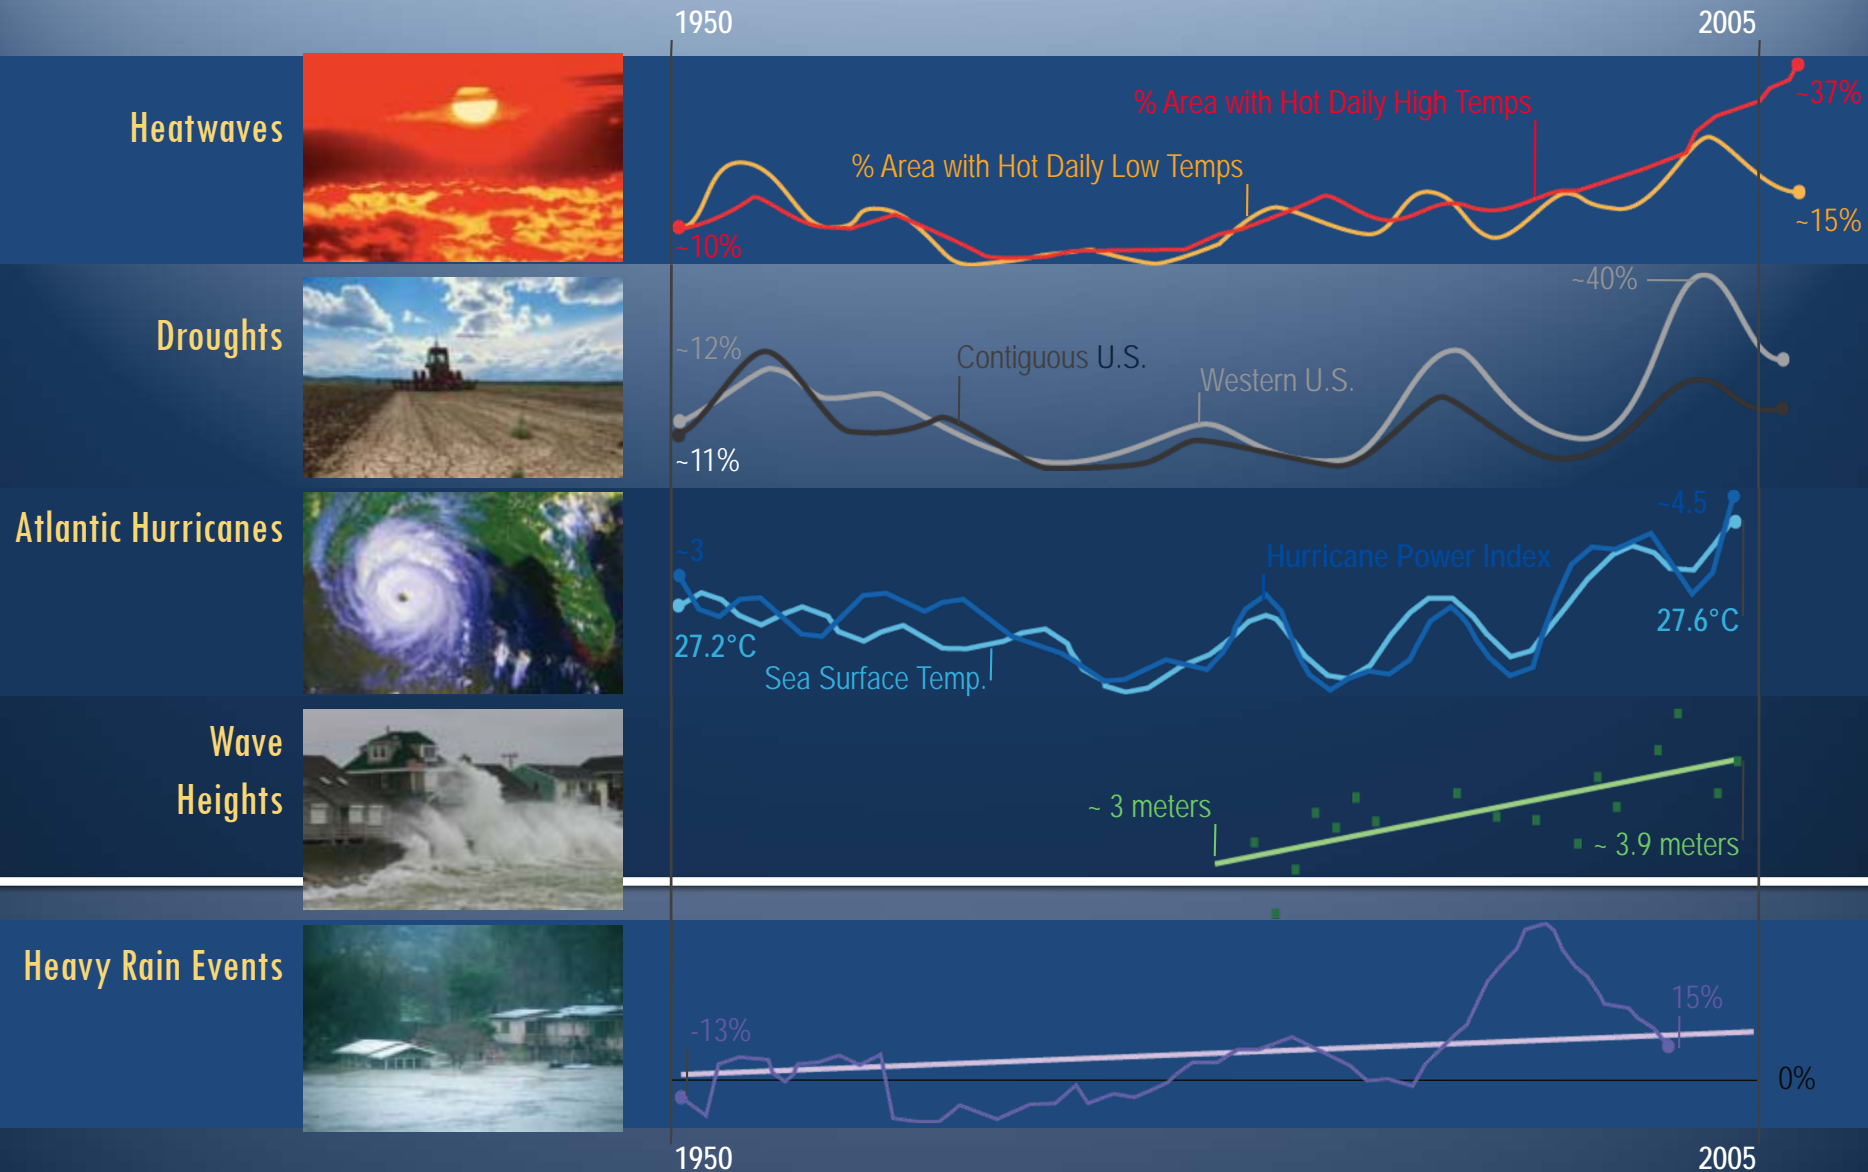 1950
2005
Heatwaves
% Area with Hot Daily High Temps
~37%
% Area with Hot Daily Low Temps
~10%
~15%
Droughts
~12%
Contiguous U.S.
Western U.S.
~40%
~11%
Atlantic Hurricanes
~3
Hurricane Power Index
~4.5
27.2°C
Sea Surface Temp.
27.6°C
Wave
Heights
~ 3 meters
~ 3.9 meters
Heavy Rain Events
-13%
15%
0%
1950
2005